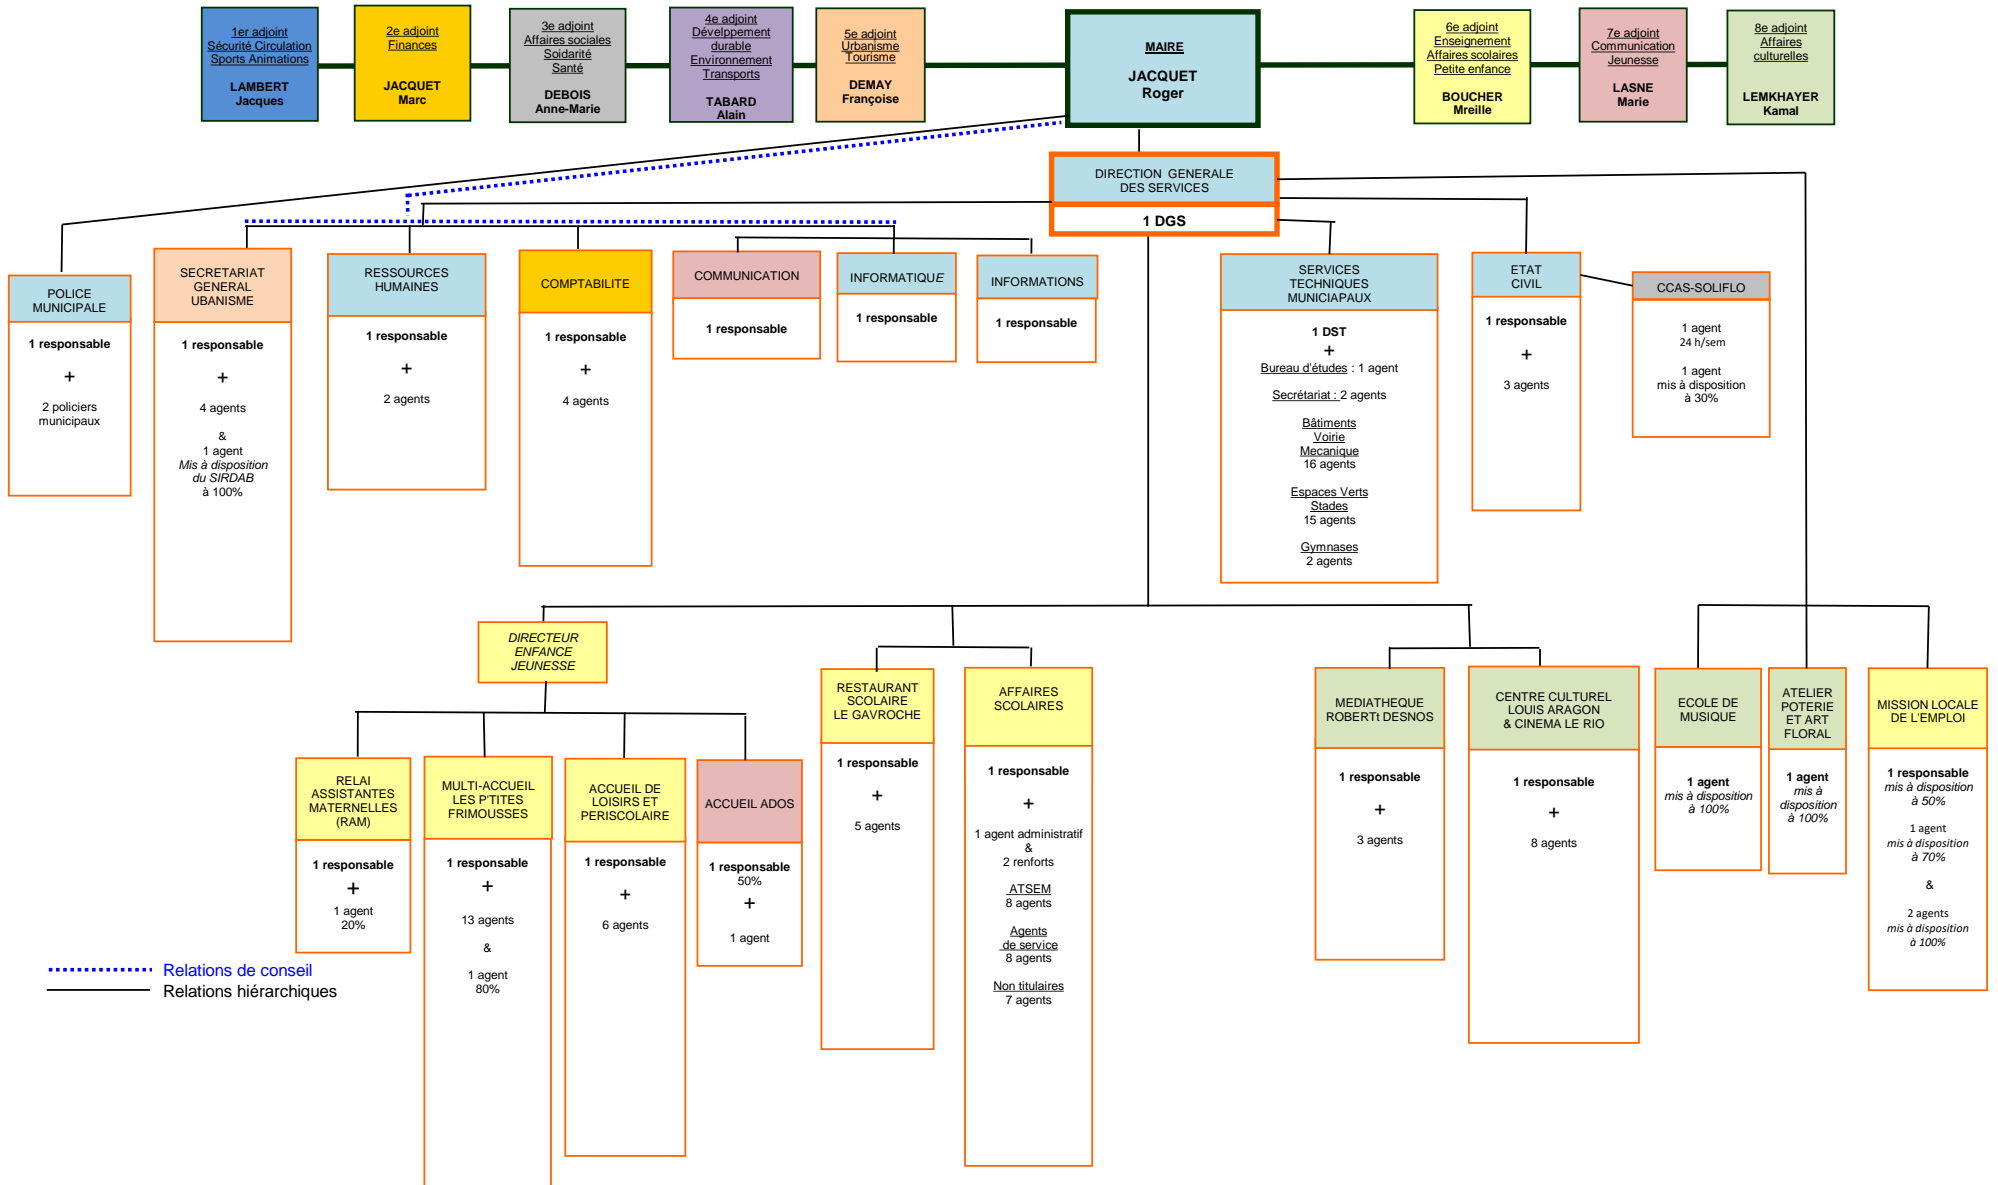 1er adjoint
Sécurité Circulation
Sports Animations
LAMBERT
Jacques
2e adjoint
Finances
JACQUET
Marc
3e adjoint
Affaires sociales
Soidarité
Santé
DEBOIS
Anne-Marie
4e adjoint
Dévelppement
durable
Environnement
Transports
TABARD
Alain
5e adjoint
Urbanisme
Tourisme
DEMAY
Françoise
MAIRE
JACQUET
Roger
6e adjoint
Enseignement
Affaires scolaires
Petite enfance
BOUCHER
Mreille
7e adjoint
Communication
Jeunesse
LASNE
Marie
8e adjoint
Affaires
culturelles
LEMKHAYER
Kamal
DIRECTION GENERALE
DES SERVICES
1 DGS
POLICE
MUNICIPALE
1 responsable
+
2 policiers
municipaux
SECRETARIAT
GENERAL
UBANISME
1 responsable
+
4 agents
&
1 agent
Mis à disposition
du SIRDAB
à 100%
RESSOURCES
HUMAINES
1 responsable
+
2 agents
COMPTABILITE
1 responsable
+
4 agents
COMMUNICATION
1 responsable
INFORMATIQUE
1 responsable
INFORMATIONS
1 responsable
SERVICES
TECHNIQUES
MUNICIAPAUX
1 DST
+
Bureau d'études : 1 agent
Secrétariat : 2 agents
Bâtiments
Voirie
Mecanique
16 agents
Espaces Verts
Stades
15 agents
Gymnases
2 agents
ETAT
CIVIL
1 responsable
+
3 agents
CCAS-SOLIFLO
1 agent
24 h/sem
1 agent
mis à disposition
à 30%
DIRECTEUR
ENFANCE
JEUNESSE
RELAI
ASSISTANTES
MATERNELLES
(RAM)
1 responsable
+
1 agent
20%
MULTI-ACCUEIL
LES P'TITES
FRIMOUSSES
1 responsable
+
13 agents
&
1 agent
80%
ACCUEIL DE
LOISIRS ET
PERISCOLAIRE
1 responsable
+
6 agents
ACCUEIL ADOS
1 responsable
50%
+
1 agent
RESTAURANT
SCOLAIRE
LE GAVROCHE
1 responsable
+
5 agents
AFFAIRES
SCOLAIRES
1 responsable
+
1 agent administratif
&
2 renforts
ATSEM
8 agents
Agents
de service
8 agents
Non titulaires
7 agents
MEDIATHEQUE
ROBERTt DESNOS
1 responsable
+
3 agents
CENTRE CULTUREL
LOUIS ARAGON
& CINEMA LE RIO
1 responsable
+
8 agents
ECOLE DE
MUSIQUE
1 agent
mis à disposition
à 100%
ATELIER
POTERIE
ET ART
FLORAL
1 agent
mis à
disposition
à 100%
MISSION LOCALE
DE L'EMPLOI
1 responsable
mis à disposition
à 50%
1 agent
mis à disposition
à 70%
&
2 agents
mis à disposition
à 100%
Relations de conseil
Relations hiérarchiques